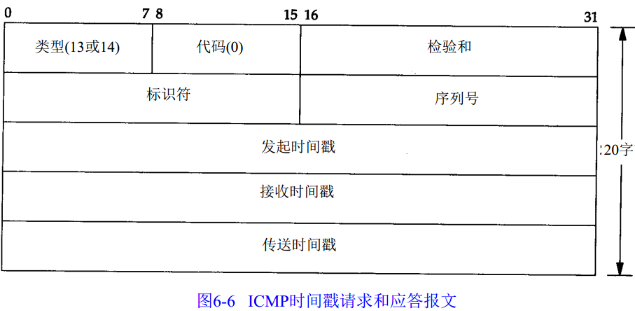 0 7 8 15 16 31
类型(13或14) 代码(0) 检验和
标识符 序列号
发起时间戳
20字
接收时间戳
传送时间戳
图6-6 ICMP时间戳请求和应答报文